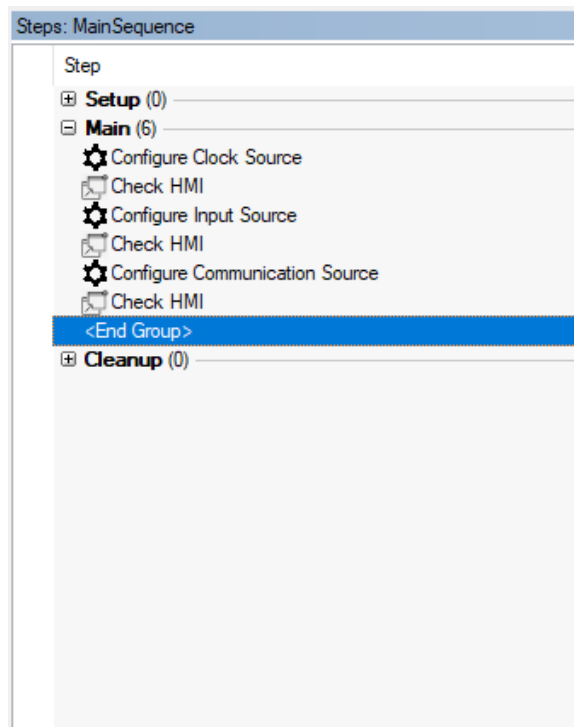 Steps: MainSequence
Step
Setup (0)
Main (6)
Configure Clock Source
Check HMI
Configure Input Source
Check HMI
Configure Communication Source
Check HMI
<End Group>
Cleanup (0)